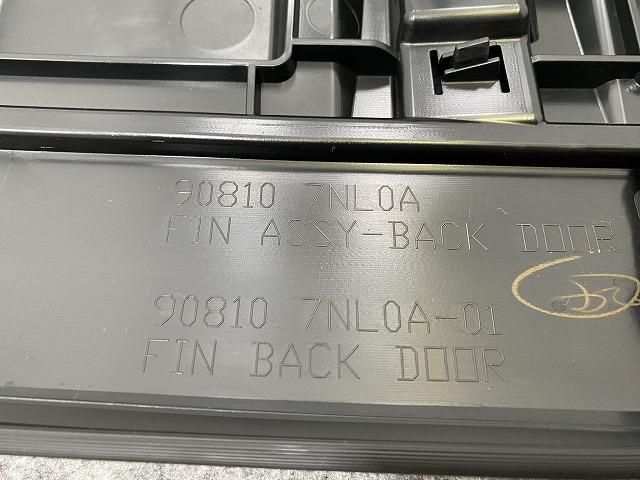 90810 7NL0A
FIN ASSY-BACK DOOR
90810 7NL0A-01
FIN BACK DOOR